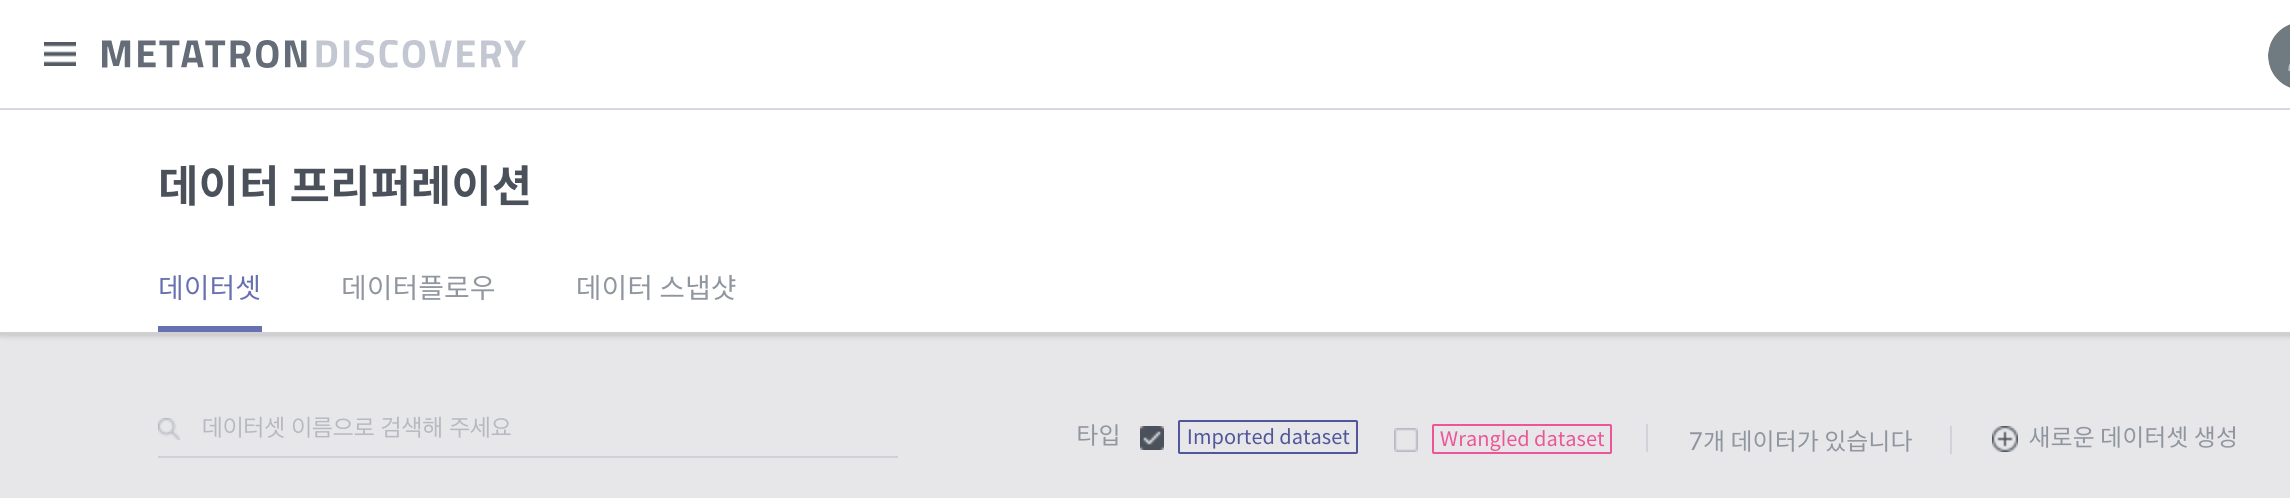 METATRON DISCOVERY
데이터 프리퍼레이션
데이터셋 데이터플로우 데이터 스냅샷
데이터셋 이름으로 검색해 주세요 타입 Imported dataset Wrangled dataset 7개 데이터가 있습니다 새로운 데이터셋 생성